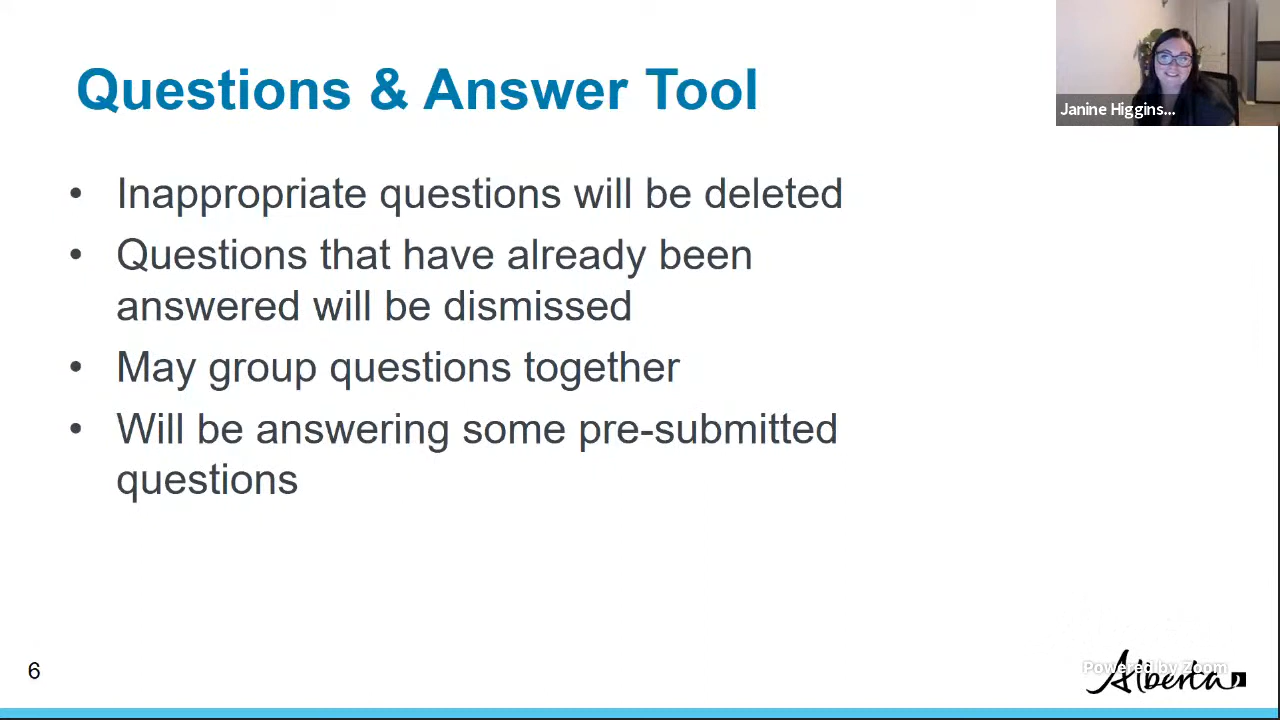 Questions & Answer Tool
Janine Higgins...
• Inappropriate questions will be deleted
• Questions that have already been
answered will be dismissed
• May group questions together
• Will be answering some pre-submitted
questions
6
Powered by Zoom
Alberta